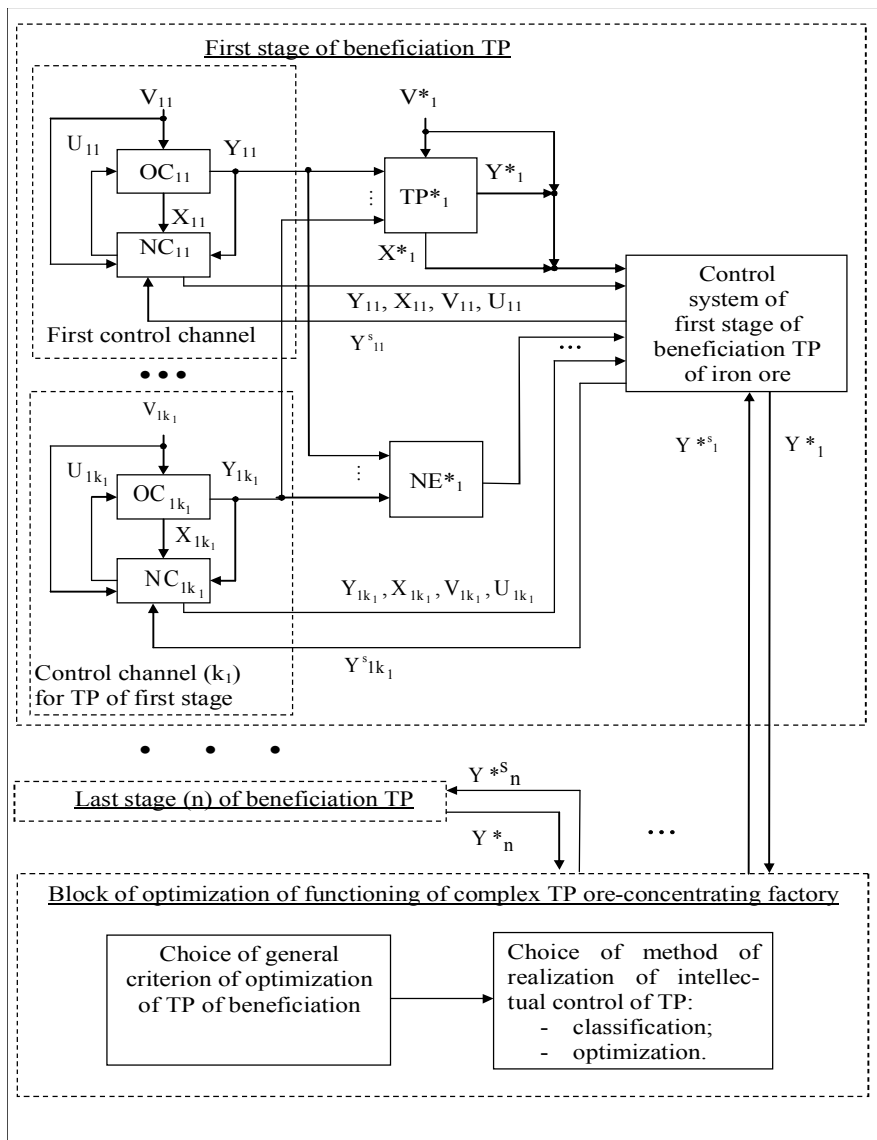 First stage of beneficiation TP
V₁₁
U₁₁
Y₁₁
OC₁₁
X₁₁
NC₁₁
First control channel
V*₁
TP*₁
Y*₁
X*₁
⋮
Y₁₁, X₁₁, V₁₁, U₁₁
Yˢ₁₁
...
Control
system of
first stage of
beneficiation TP
of iron ore
• • •
V₁ₖ₁
U₁ₖ₁
Y₁ₖ₁
OC₁ₖ₁
X₁ₖ₁
NC₁ₖ₁
Control channel (k₁)
for TP of first stage
⋮
NE*₁
Y₁ₖ₁, X₁ₖ₁, V₁ₖ₁, U₁ₖ₁
Yˢ₁ₖ₁
Y*ˢ₁
Y*₁
• • •
Last stage (n) of beneficiation TP
Y*ˢₙ
Y*ₙ
...
Block of optimization of functioning of complex TP ore-concentrating factory
Choice of general
criterion of optimization
of TP of beneficiation
Choice of method of
realization of intellec-
tual control of TP:
- classification;
- optimization.